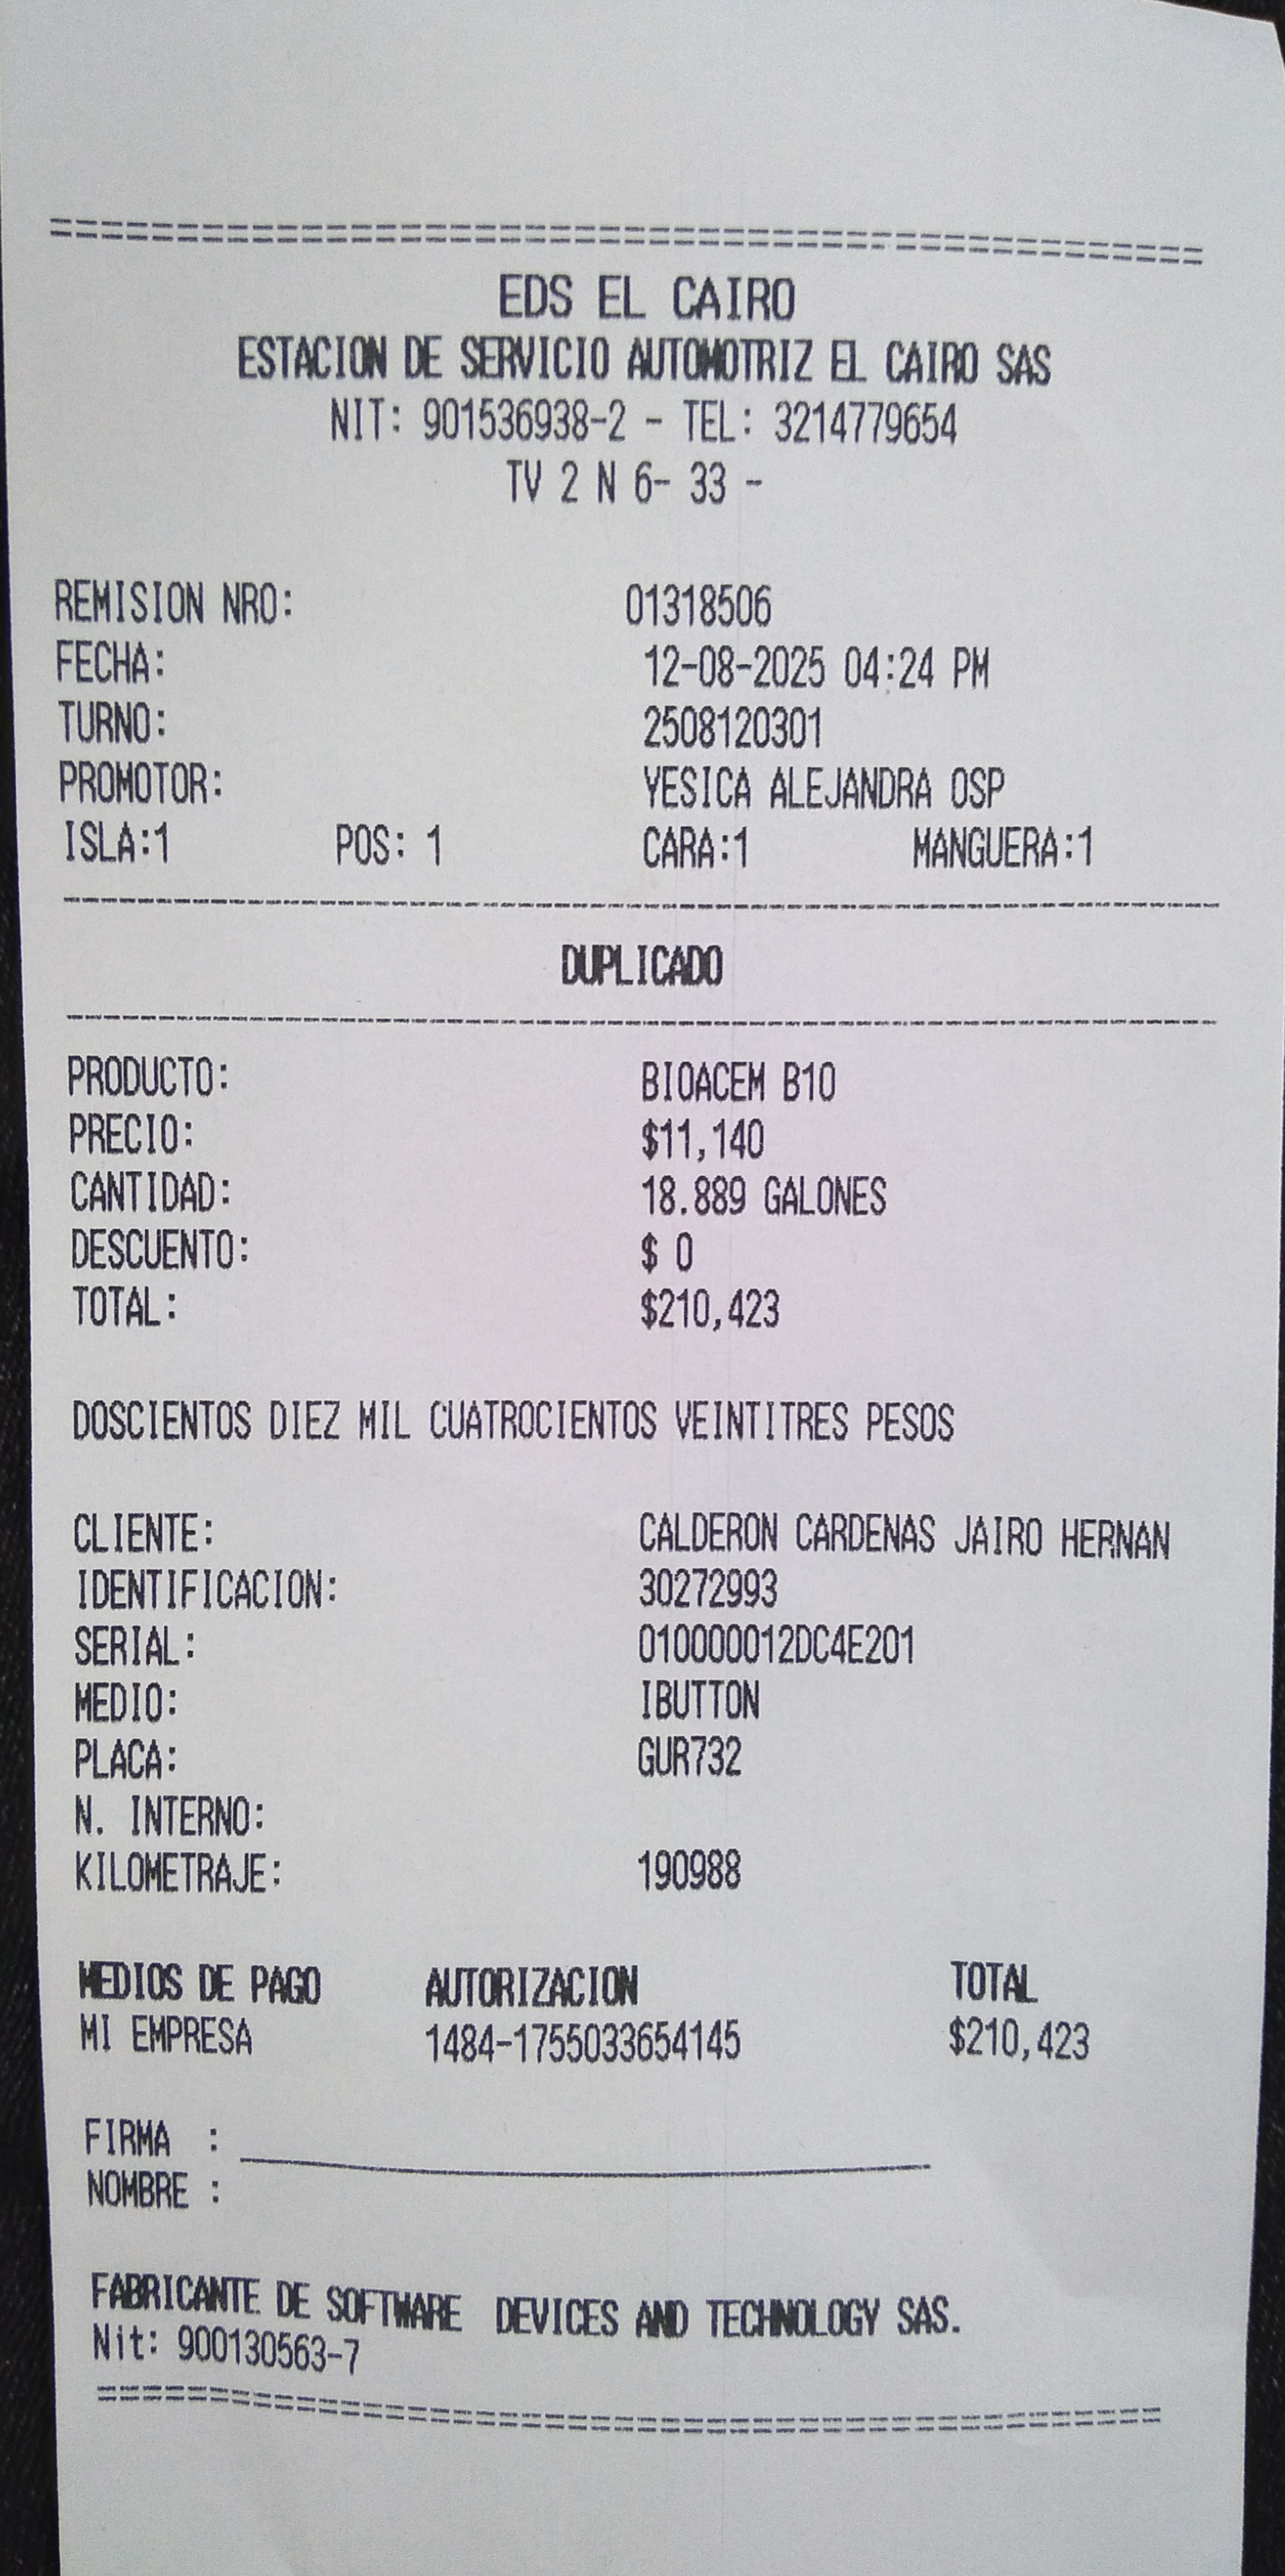 EDS EL CAIRO
ESTACION DE SERVICIO AUTOMOTRIZ EL CAIRO SAS
NIT: 901536938-2 - TEL: 3214779654
TV 2 N 6- 33 -
REMISION NRO: 01318506
FECHA: 12-08-2025 04:24 PM
TURNO: 2508120301
PROMOTOR: YESICA ALEJANDRA OSP
ISLA:1 POS: 1 CARA:1 MANGUERA:1
DUPLICADO
PRODUCTO: BIOACEM B10
PRECIO: $11,140
CANTIDAD: 18.889 GALONES
DESCUENTO: $ 0
TOTAL: $210,423
DOSCIENTOS DIEZ MIL CUATROCIENTOS VEINTITRES PESOS
CLIENTE: CALDERON CARDENAS JAIRO HERNAN
IDENTIFICACION: 30272993
SERIAL: 010000012DC4E201
MEDIO: IBUTTON
PLACA: GUR732
N. INTERNO:
KILOMETRAJE: 190988
MEDIOS DE PAGO AUTORIZACION TOTAL
MI EMPRESA 1484-1755033654145 $210,423
FIRMA :
NOMBRE :
FABRICANTE DE SOFTWARE DEVICES AND TECHNOLOGY SAS.
Nit: 900130563-7